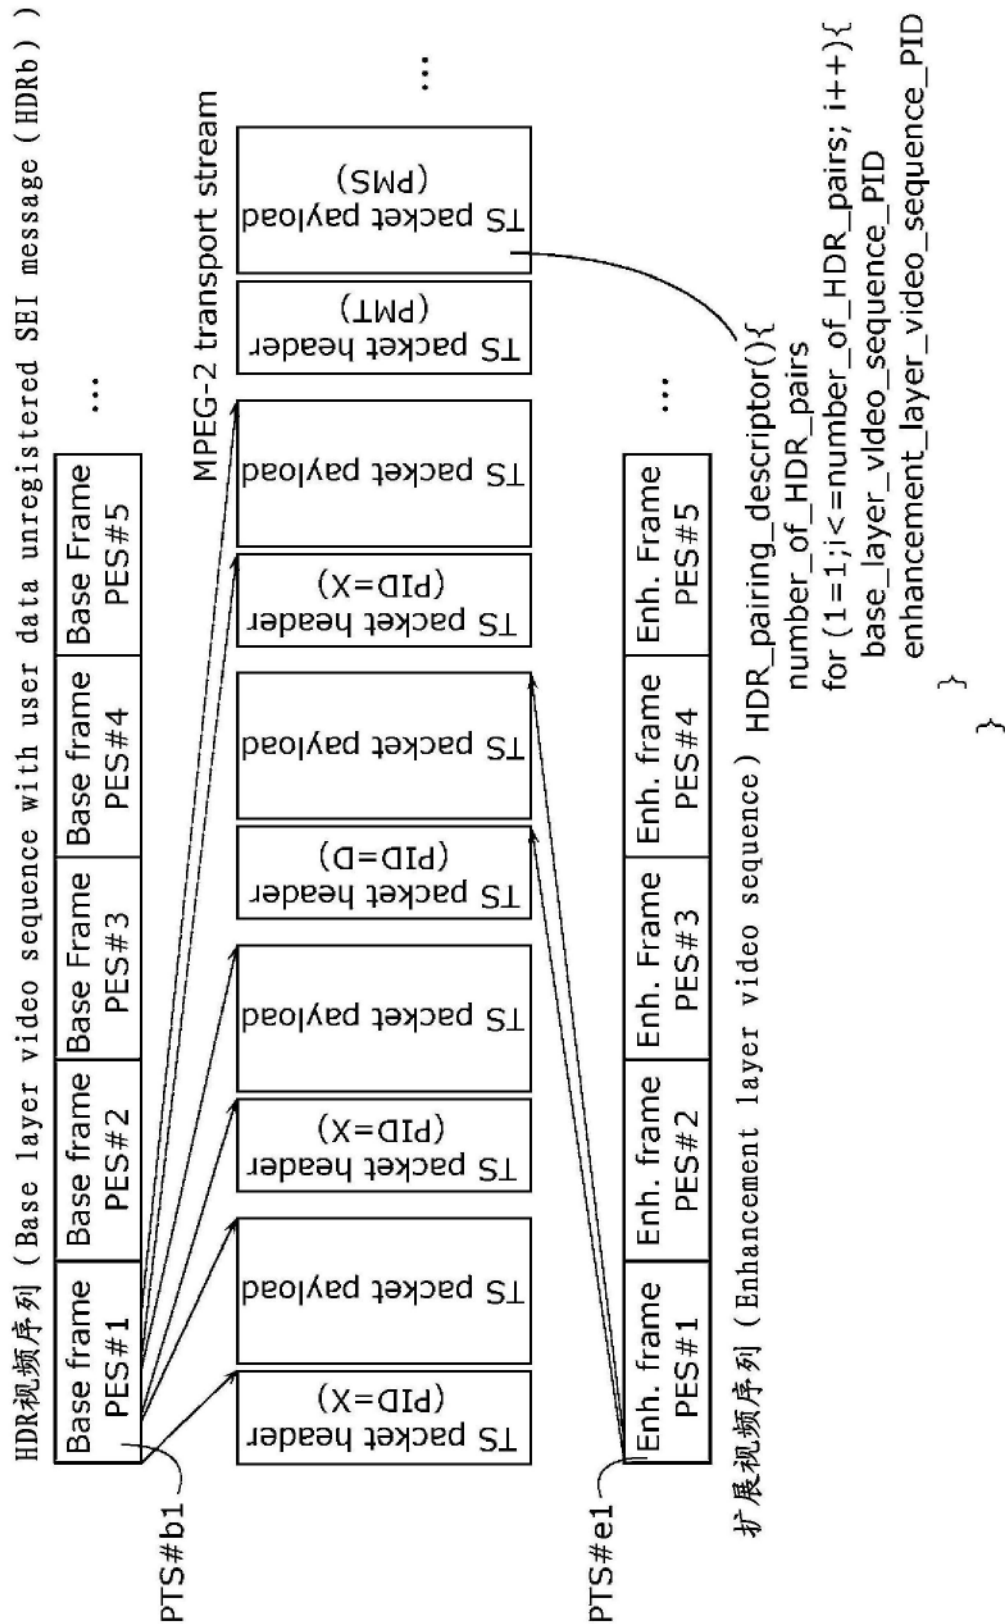 HDR视频序列 (Base layer video sequence with user data unregistered SEI message (HDRb) )
Base frame
PES#1
Base frame
PES#2
Base Frame
PES#3
Base frame
PES#4
Base Frame
PES#5
...
PTS#b1
MPEG-2 transport stream
TS packet header
(PID=X)
TS packet payload
TS packet header
(PID=X)
TS packet payload
TS packet header
(PID=D)
TS packet payload
TS packet header
(PID=X)
TS packet payload
TS packet header
(PMT)
TS packet payload
(PMS)
...
PTS#e1
Enh. frame
PES#1
Enh. frame
PES#2
Enh. Frame
PES#3
Enh. frame
PES#4
Enh. Frame
PES#5
...
扩展视频序列 (Enhancement layer video sequence)
HDR_pairing_descriptor(){
number_of_HDR_pairs
for (1=1;i<=number_of_HDR_pairs; i++){
base_layer_vldeo_sequence_PID
enhancement_layer_video_sequence_PID
}
}